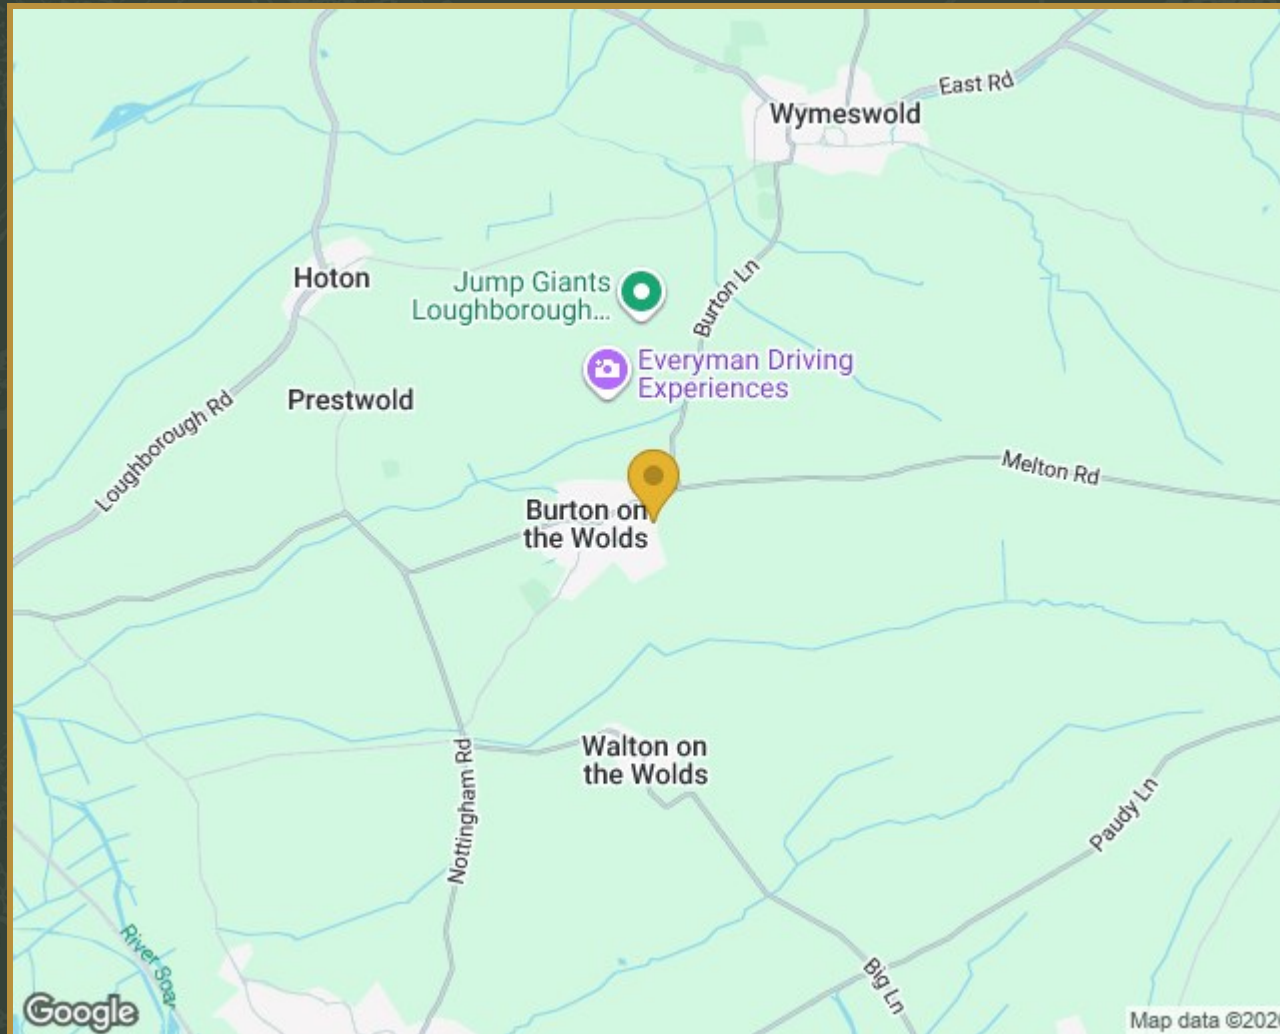 East Rd
Wymeswold
Hoton
Jump Giants
Loughborough...
Burton Ln
Everyman Driving
Experiences
Prestwold
Loughborough Rd
Melton Rd
Burton on
the Wolds
Walton on
the Wolds
Nottingham Rd
Paudy Ln
River Soar
Big Ln
Google
Map data ©202